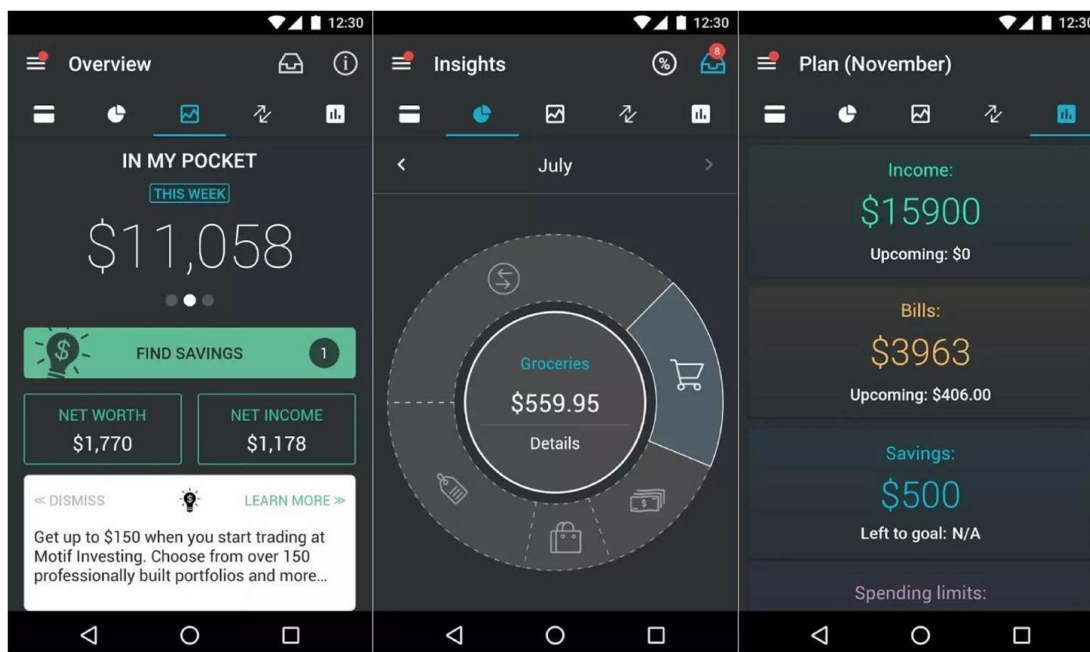 12:30
Overview
IN MY POCKET
THIS WEEK
$11,058
$
FIND SAVINGS
1
NET WORTH
$1,770
NET INCOME
$1,178
≪ DISMISS
$
LEARN MORE ≫
Get up to $150 when you start trading at
Motif Investing. Choose from over 150
professionally built portfolios and more...
12:30
Insights
%
8
July
Groceries
$559.95
Details
$
12:30
Plan (November)
Income:
$15900
Upcoming: $0
Bills:
$3963
Upcoming: $406.00
Savings:
$500
Left to goal: N/A
Spending limits: